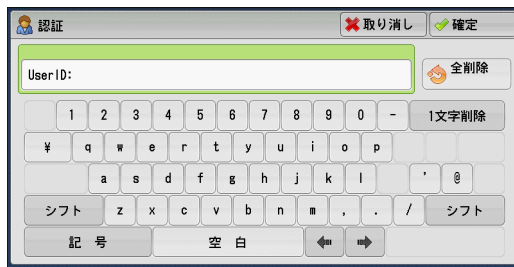 認証 取り消し 確定
UserID: 全削除
1 2 3 4 5 6 7 8 9 0 - 1文字削除
¥ q w e r t y u i o p
a s d f g h j k l ' @
シフト z x c v b n m , . / シフト
記号 空白